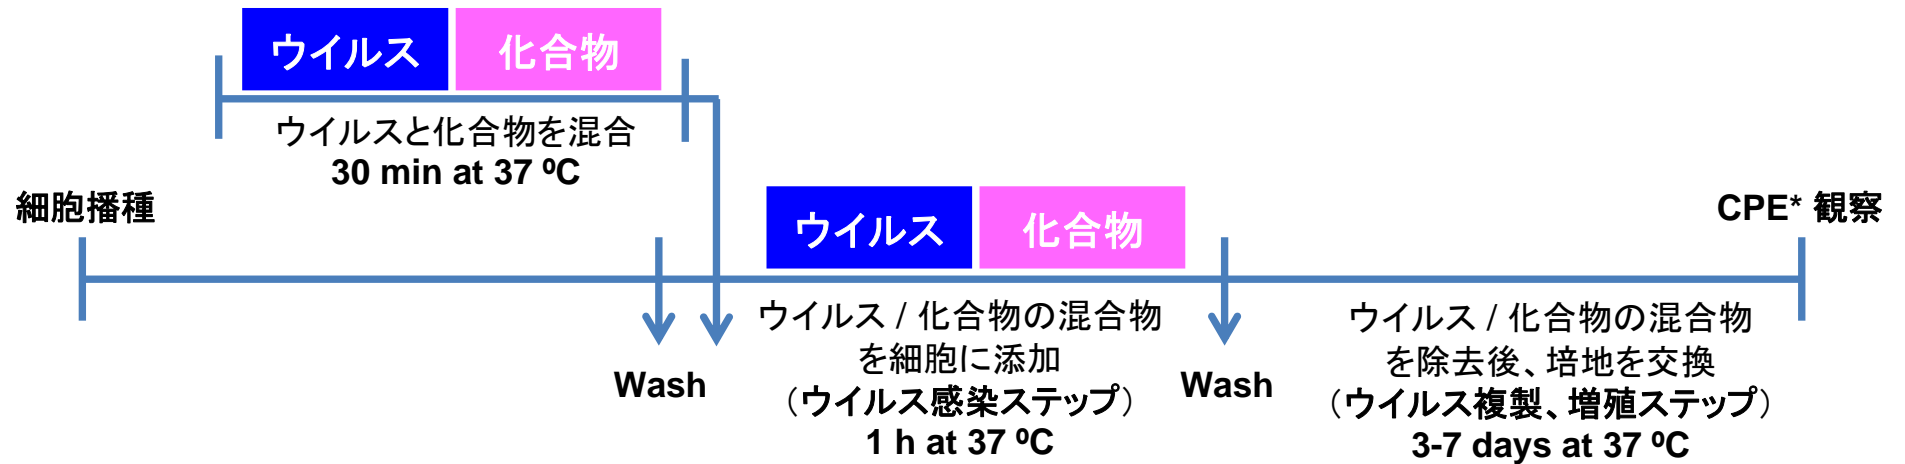 ウイルス 化合物
ウイルスと化合物を混合
30 min at 37 ºC
細胞播種
CPE* 観察
ウイルス 化合物
Wash
ウイルス / 化合物の混合物
を細胞に添加
（ウイルス感染ステップ）
1 h at 37 ºC
Wash
ウイルス / 化合物の混合物
を除去後、培地を交換
（ウイルス複製、増殖ステップ）
3-7 days at 37 ºC